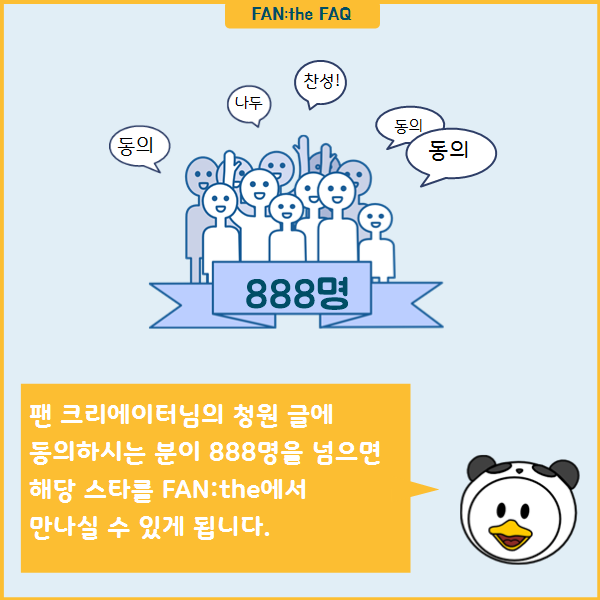 FAN:the FAQ
찬성!
나두
동의
동의
동의
888명
팬 크리에이터님의 청원 글에
동의하시는 분이 888명을 넘으면
해당 스타를 FAN:the에서
만나실 수 있게 됩니다.